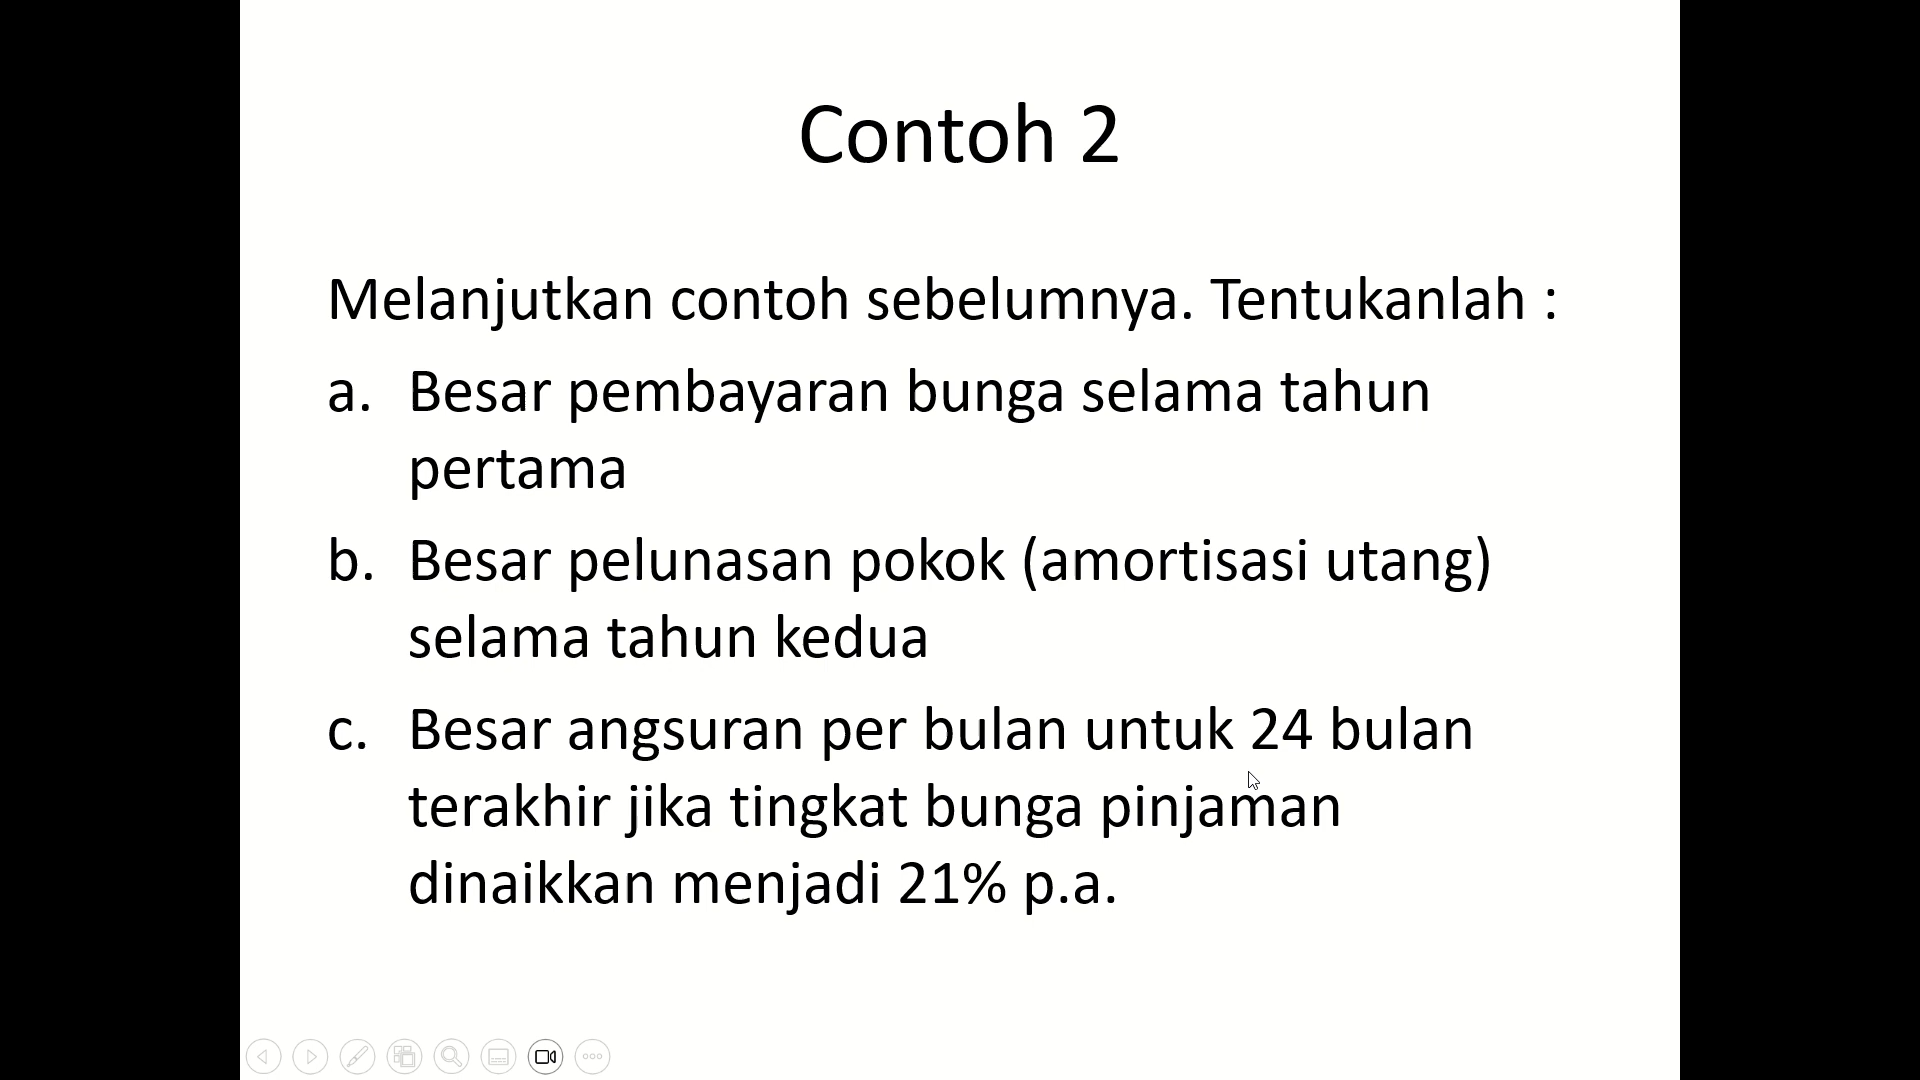 Contoh 2
Melanjutkan contoh sebelumnya. Tentukanlah :
a. Besar pembayaran bunga selama tahun
pertama
b. Besar pelunasan pokok (amortisasi utang)
selama tahun kedua
c. Besar angsuran per bulan untuk 24 bulan
terakhir jika tingkat bunga pinjaman
dinaikkan menjadi 21% p.a.